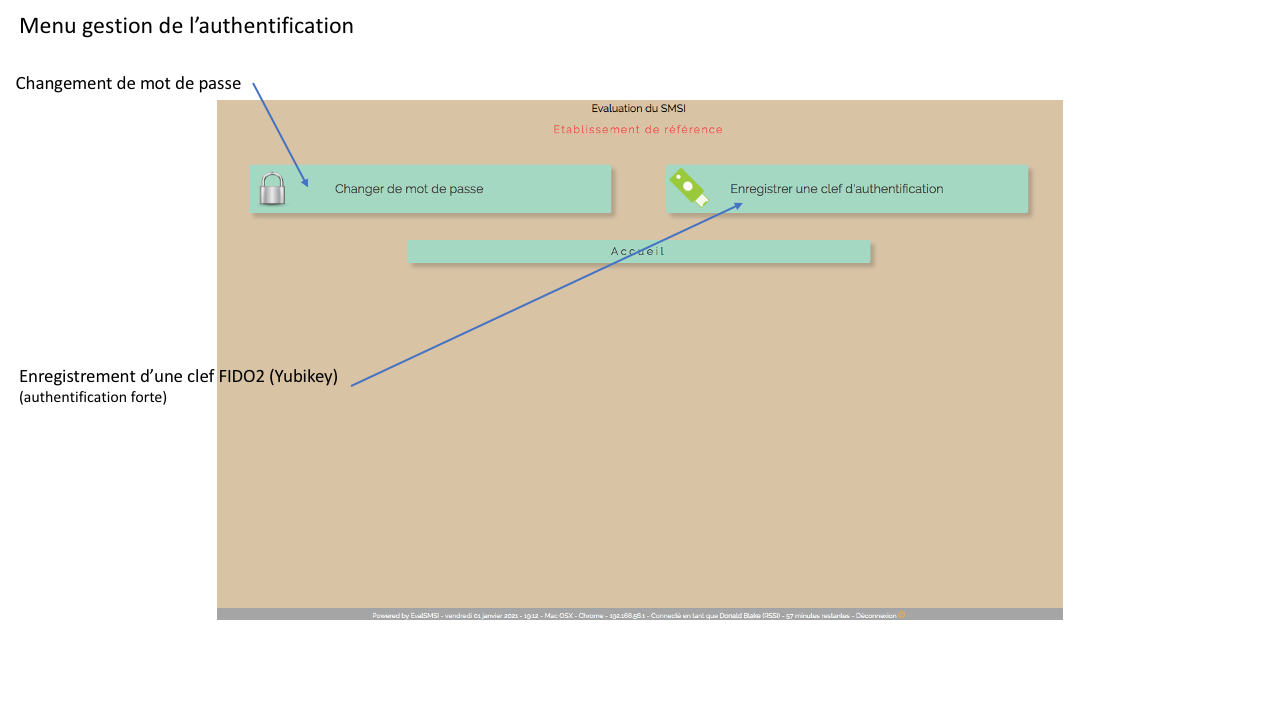 Menu gestion de l’authentification
Changement de mot de passe
Evaluation du SMSI
Etablissement de référence
Changer de mot de passe
Enregistrer une clef d'authentification
Accueil
Enregistrement d’une clef FIDO2 (Yubikey)
(authentification forte)
Powered by EvalSMSI - vendredi 01 janvier 2021 - 19:12 - Mac OSX - Chrome - 192.168.58.1 - Connecté en tant que Donald Blake (RSSI) - 57 minutes restantes - Déconnexion